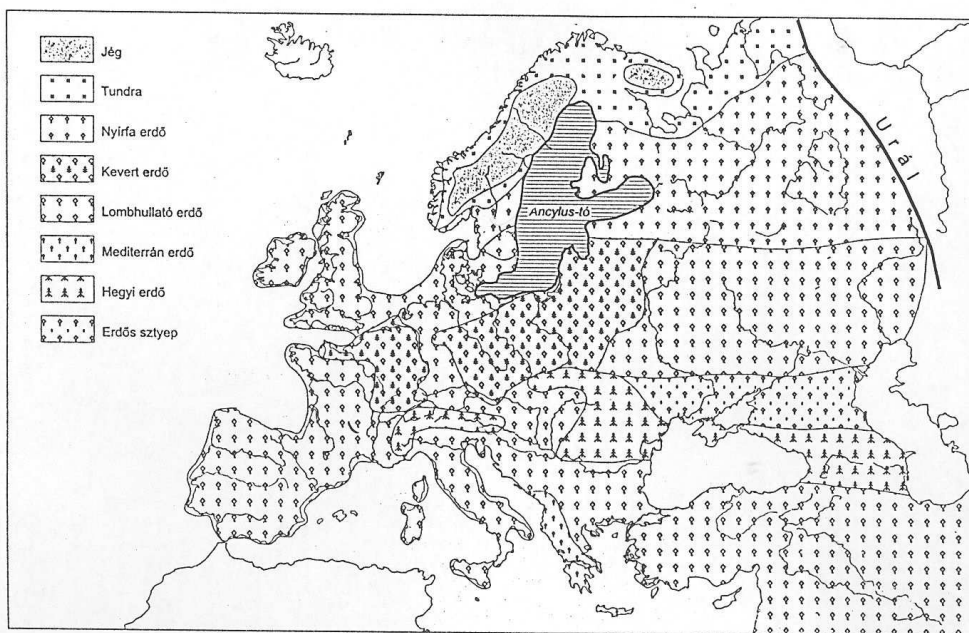 Jég
Tundra
Nyírfa erdő
Kevert erdő
Lombhullató erdő
Mediterrán erdő
Hegyi erdő
Erdős sztyep
Ancylus-tó
Urál